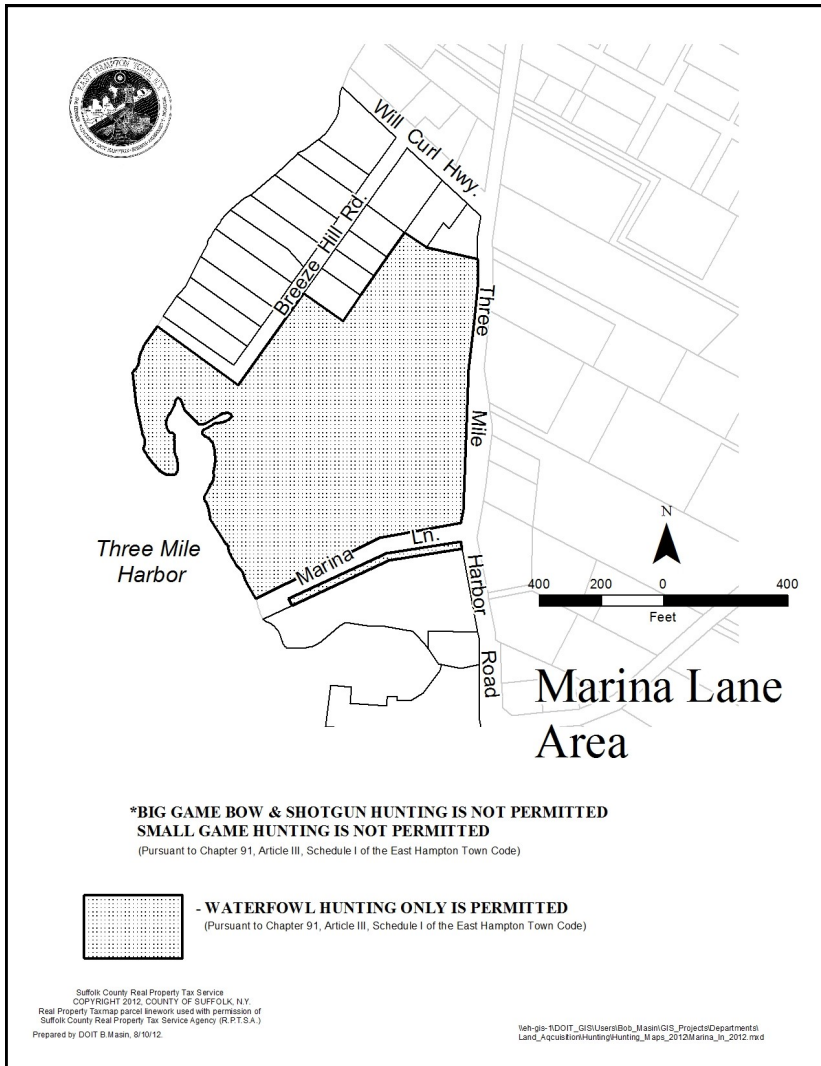 EAST HAMPTON TOWN, N.Y.
Will Curl Hwy.
Breeze Hill Rd.
Three
Mile
Harbor
Road
Marina Ln.
Three Mile
Harbor
N
400 200 0 400
Feet
Marina Lane
Area
*BIG GAME BOW & SHOTGUN HUNTING IS NOT PERMITTED
SMALL GAME HUNTING IS NOT PERMITTED
(Pursuant to Chapter 91, Article III, Schedule I of the East Hampton Town Code)
- WATERFOWL HUNTING ONLY IS PERMITTED
(Pursuant to Chapter 91, Article III, Schedule I of the East Hampton Town Code)
Suffolk County Real Property Tax Service
COPYRIGHT 2012, COUNTY OF SUFFOLK, N.Y.
Real Property Taxmap parcel linework used with permission of
Suffolk County Real Property Tax Service Agency (R.P.T.S.A.)
Prepared by DOIT B.Masin, 8/10/12.
\\eh-gis-1\DOIT_GIS\Users\Bob_Masin\GIS_Projects\Departments\
Land_Aqcuisition\Hunting\Hunting_Maps_2012\Marina_ln_2012.mxd